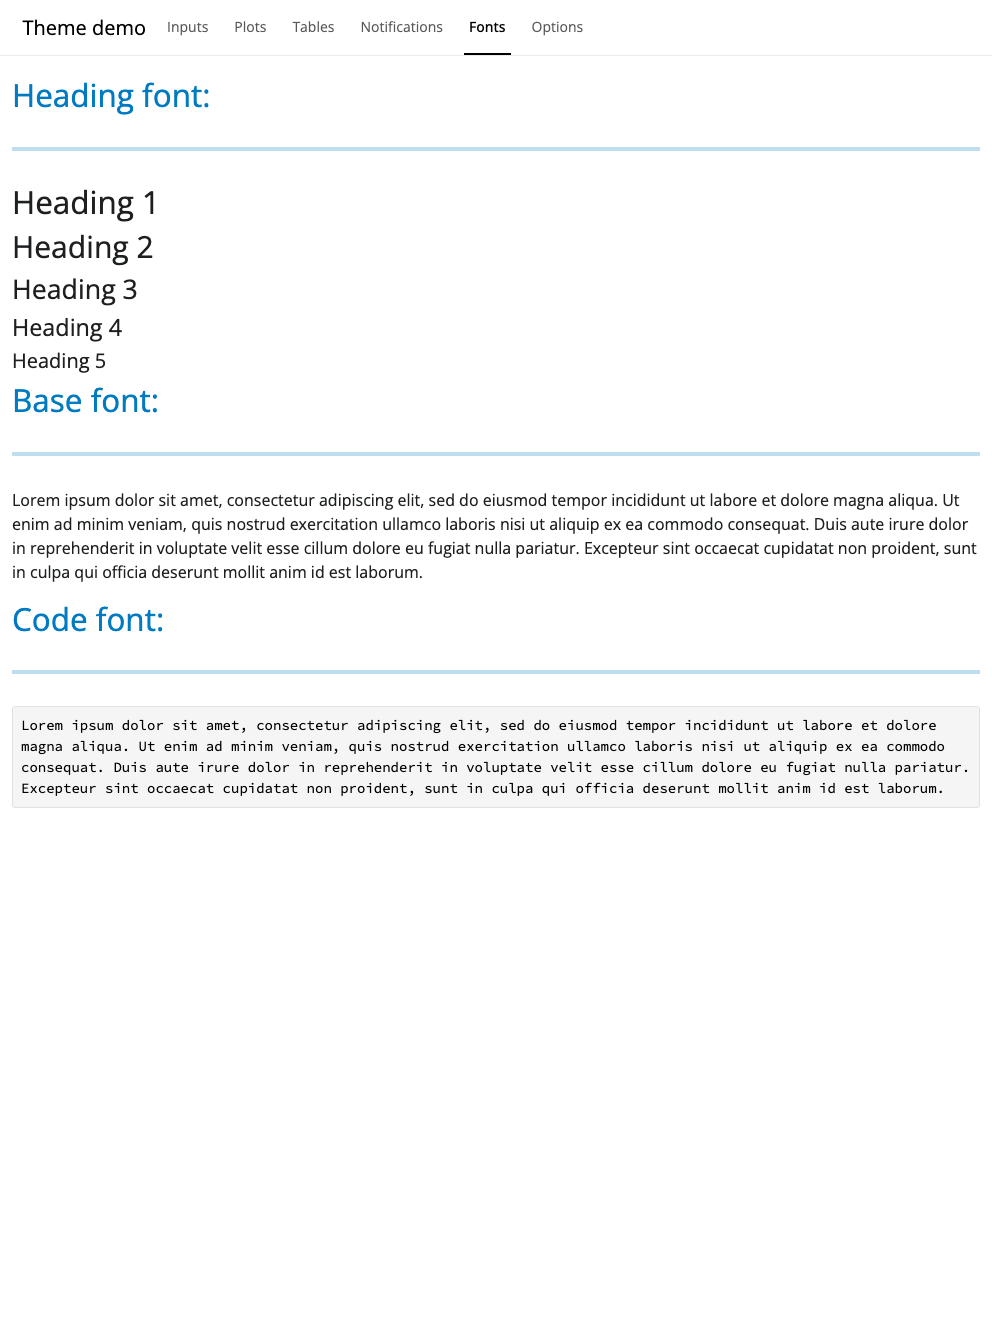 Theme demo Inputs Plots Tables Notifications Fonts Options
Heading font:
Heading 1
Heading 2
Heading 3
Heading 4
Heading 5
Base font:
Lorem ipsum dolor sit amet, consectetur adipiscing elit, sed do eiusmod tempor incididunt ut labore et dolore magna aliqua. Ut
enim ad minim veniam, quis nostrud exercitation ullamco laboris nisi ut aliquip ex ea commodo consequat. Duis aute irure dolor
in reprehenderit in voluptate velit esse cillum dolore eu fugiat nulla pariatur. Excepteur sint occaecat cupidatat non proident, sunt
in culpa qui officia deserunt mollit anim id est laborum.
Code font:
Lorem ipsum dolor sit amet, consectetur adipiscing elit, sed do eiusmod tempor incididunt ut labore et dolore
magna aliqua. Ut enim ad minim veniam, quis nostrud exercitation ullamco laboris nisi ut aliquip ex ea commodo
consequat. Duis aute irure dolor in reprehenderit in voluptate velit esse cillum dolore eu fugiat nulla pariatur.
Excepteur sint occaecat cupidatat non proident, sunt in culpa qui officia deserunt mollit anim id est laborum.